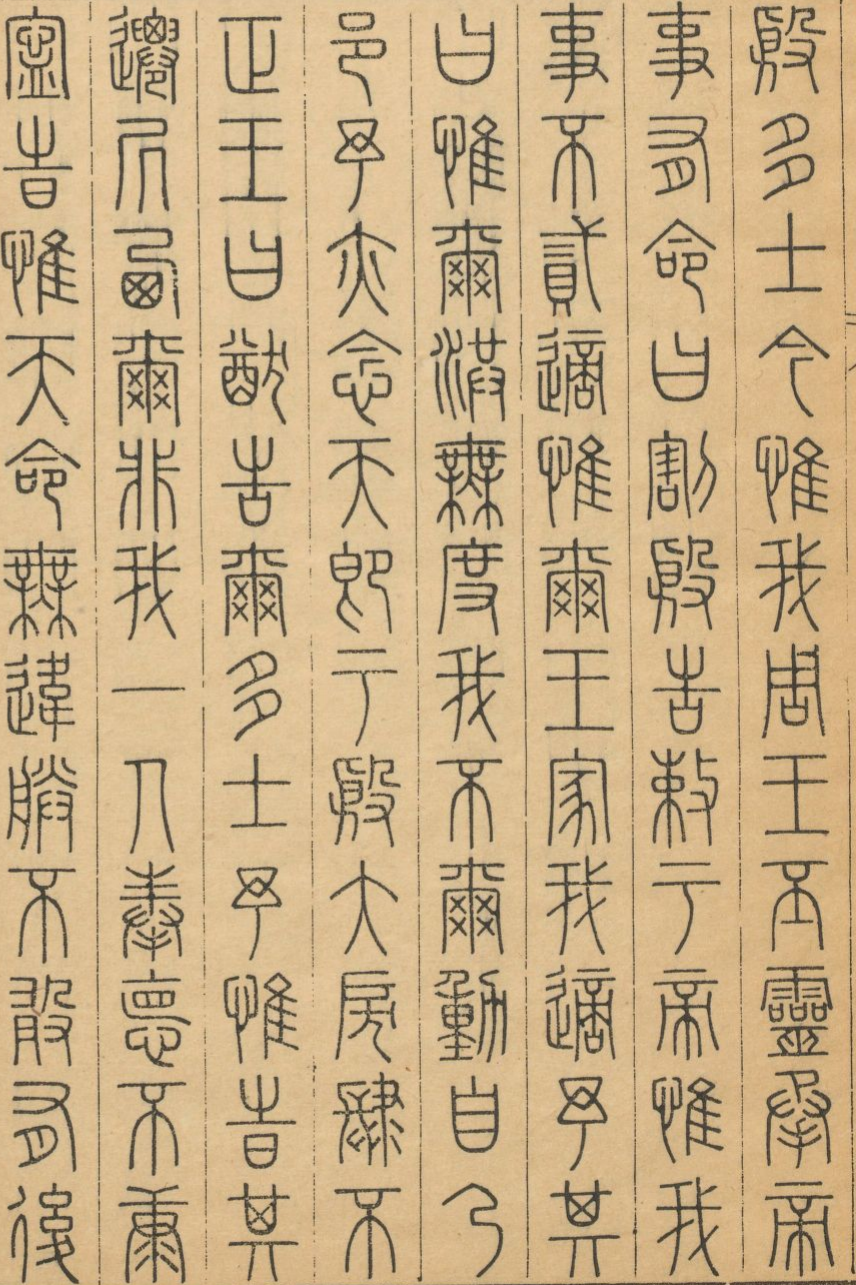 殷多士今惟我周王丕靈承帝
事有命曰割殷告敕于帝惟我
事不貳適惟爾王家我適予其
曰惟爾洪無度我不爾動自乃
邑予亦念天即于殷大戾肆不
正王曰猷告爾多士予惟時其
遷居西爾非我一人奉德不康
寧時惟天命無違朕不敢有後